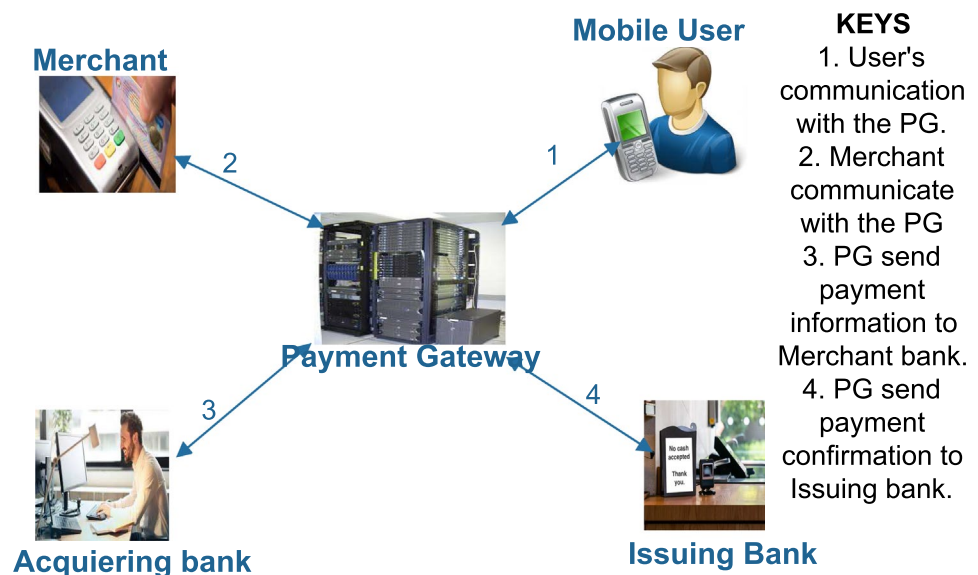 Merchant
Mobile User
2
1
Payment Gateway
3
4
No cash
accepted
Thank
you.
Acquiering bank
Issuing Bank
KEYS
1. User's
communication
with the PG.
2. Merchant
communicate
with the PG
3. PG send
payment
information to
Merchant bank.
4. PG send
payment
confirmation to
Issuing bank.